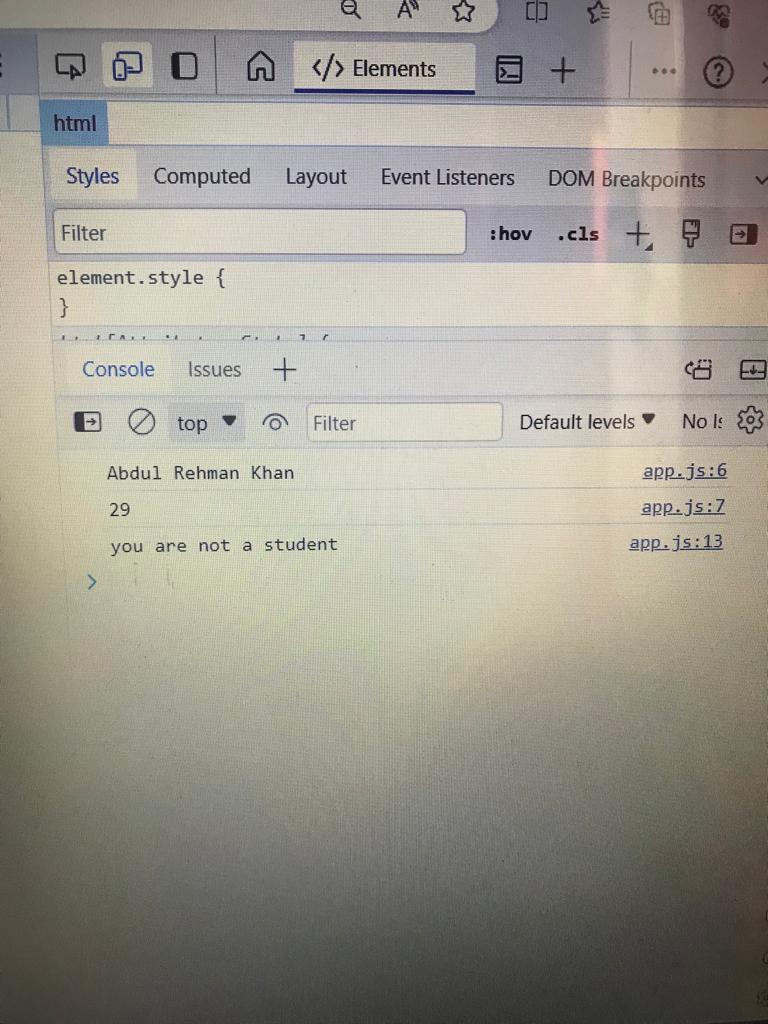 </> Elements
html
Styles Computed Layout Event Listeners DOM Breakpoints
Filter :hov .cls
element.style {
}
Console Issues
top Filter Default levels No
Abdul Rehman Khan app.js:6
29 app.js:7
you are not a student app.js:13